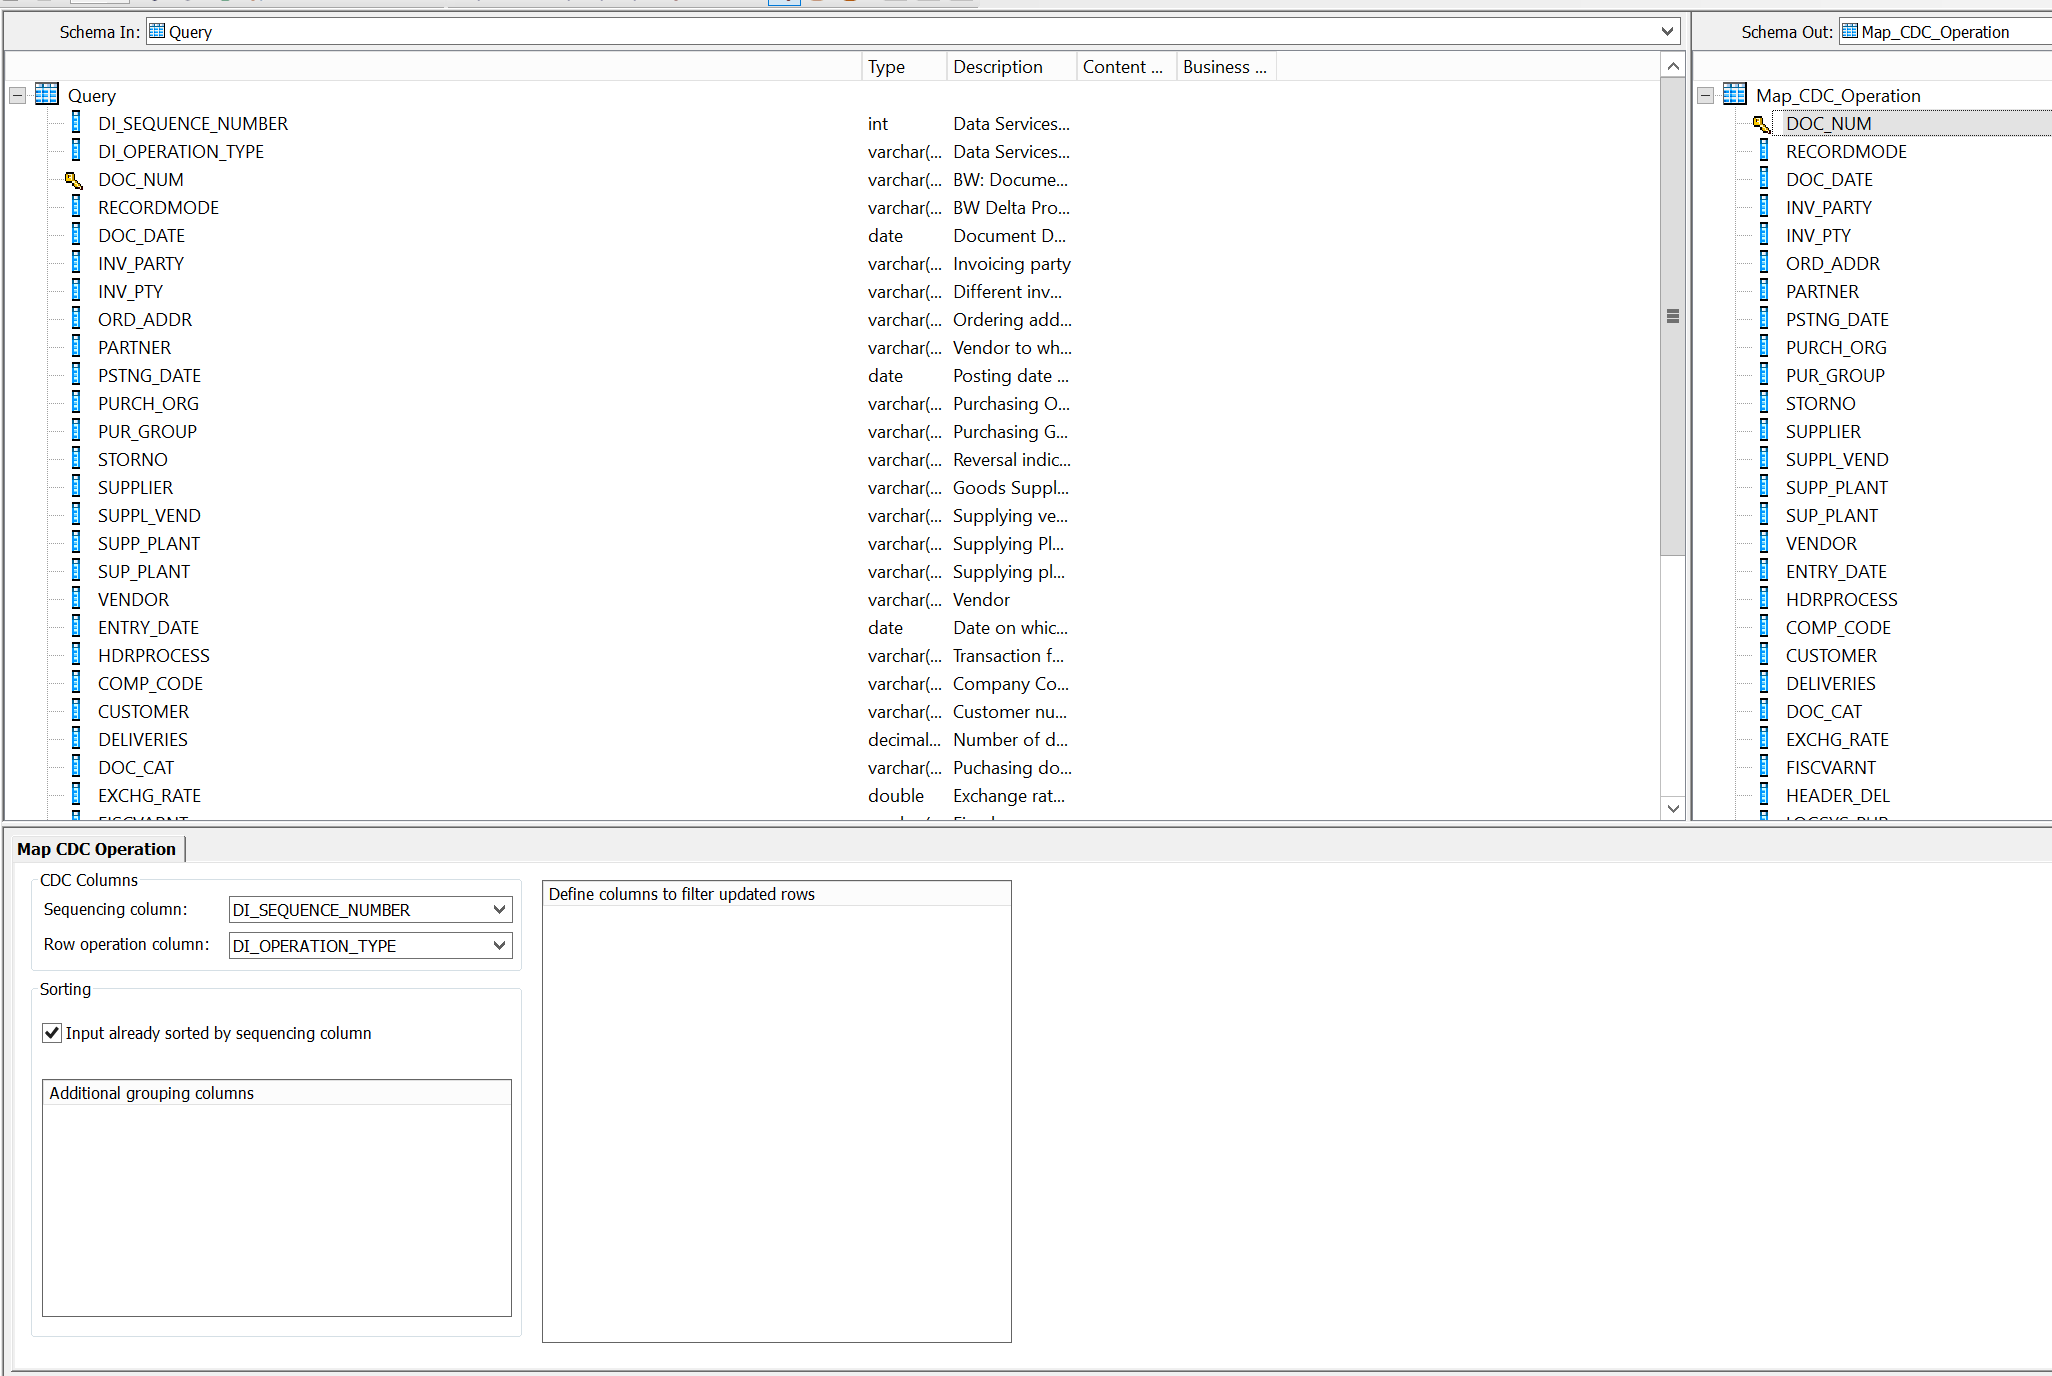 Schema In: Query
Type Description Content ... Business ...
Query
DI_SEQUENCE_NUMBER int Data Services...
DI_OPERATION_TYPE varchar(... Data Services...
DOC_NUM varchar(... BW: Docume...
RECORDMODE varchar(... BW Delta Pro...
DOC_DATE date Document D...
INV_PARTY varchar(... Invoicing party
INV_PTY varchar(... Different inv...
ORD_ADDR varchar(... Ordering add...
PARTNER varchar(... Vendor to wh...
PSTNG_DATE date Posting date ...
PURCH_ORG varchar(... Purchasing O...
PUR_GROUP varchar(... Purchasing G...
STORNO varchar(... Reversal indic...
SUPPLIER varchar(... Goods Suppl...
SUPPL_VEND varchar(... Supplying ve...
SUPP_PLANT varchar(... Supplying Pl...
SUP_PLANT varchar(... Supplying pl...
VENDOR varchar(... Vendor
ENTRY_DATE date Date on whic...
HDRPROCESS varchar(... Transaction f...
COMP_CODE varchar(... Company Co...
CUSTOMER varchar(... Customer nu...
DELIVERIES decimal... Number of d...
DOC_CAT varchar(... Puchasing do...
EXCHG_RATE double Exchange rat...
Schema Out: Map_CDC_Operation
Map_CDC_Operation
DOC_NUM
RECORDMODE
DOC_DATE
INV_PARTY
INV_PTY
ORD_ADDR
PARTNER
PSTNG_DATE
PURCH_ORG
PUR_GROUP
STORNO
SUPPLIER
SUPPL_VEND
SUPP_PLANT
SUP_PLANT
VENDOR
ENTRY_DATE
HDRPROCESS
COMP_CODE
CUSTOMER
DELIVERIES
DOC_CAT
EXCHG_RATE
FISCVARNT
HEADER_DEL
Map CDC Operation
CDC Columns
Sequencing column: DI_SEQUENCE_NUMBER
Row operation column: DI_OPERATION_TYPE
Sorting
Input already sorted by sequencing column
Additional grouping columns
Define columns to filter updated rows